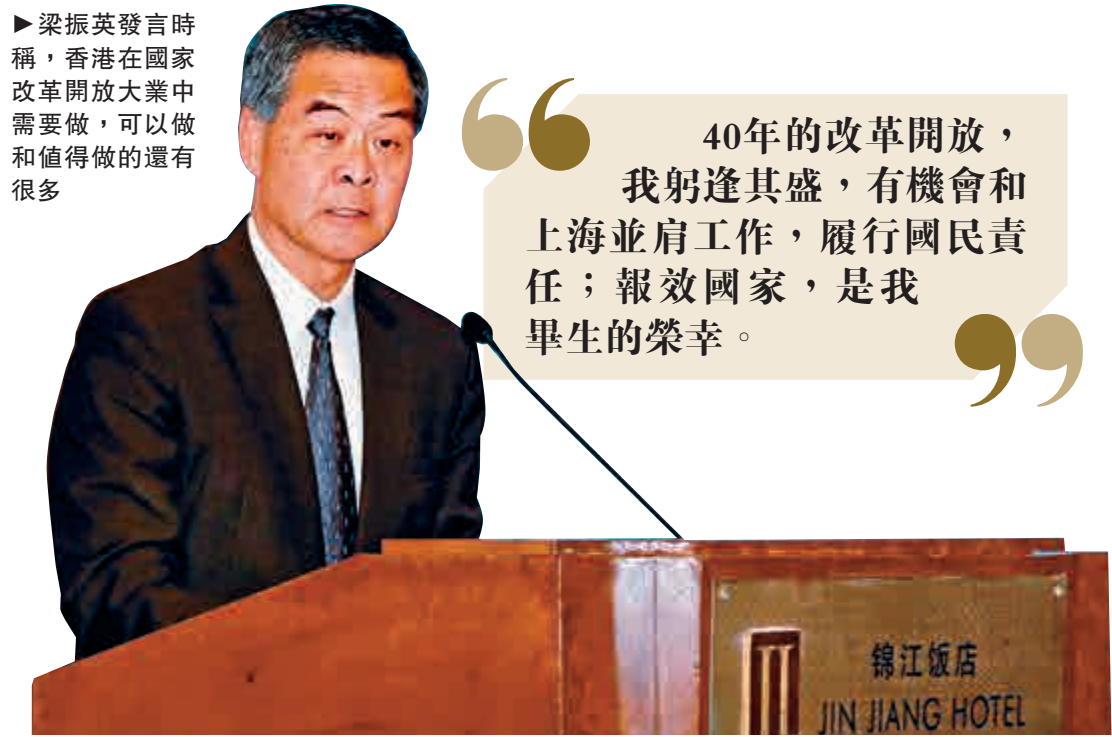 ►梁振英發言時
稱，香港在國家
改革開放大業中
需要做，可以做
和值得做的還有
很多
40年的改革開放，
我躬逢其盛，有機會和
上海並肩工作，履行國民責
任；報效國家，是我
畢生的榮幸。
锦江饭店
JIN JIANG HOTEL